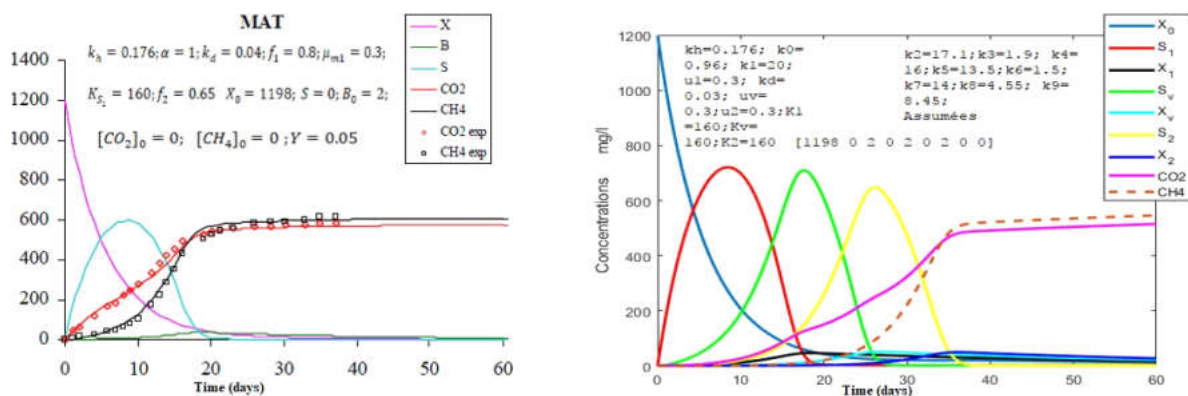 MAT
k_h = 0.176; α = 1; k_d = 0.04; f_1 = 0.8; μ_m1 = 0.3;
K_S1 = 160; f_2 = 0.65 X_0 = 1198; S = 0; B_0 = 2;
[CO2]_0 = 0; [CH4]_0 = 0 ; Y = 0.05
1400
1200
1000
800
600
400
200
0
0
10
20
30
40
50
60
Time (days)
X
B
S
CO2
CH4
CO2 exp
CH4 exp
kh=0.176; k0=
0.96; k1=20;
u1=0.3; kd=
0.03; uv=
0.3;u2=0.3;K1
=160;Kv=
160;K2=160 [1198 0 2 0 2 0 2 0 0]
k2=17.1;k3=1.9; k4=
16;k5=13.5;k6=1.5;
k7=14;k8=4.55; k9=
8.45;
Assumées
Concentrations mg/l
1200
1000
800
600
400
200
0
0
10
20
30
40
50
60
Time (days)
X_0
S_1
X_1
S_v
X_v
S_2
X_2
CO2
CH4